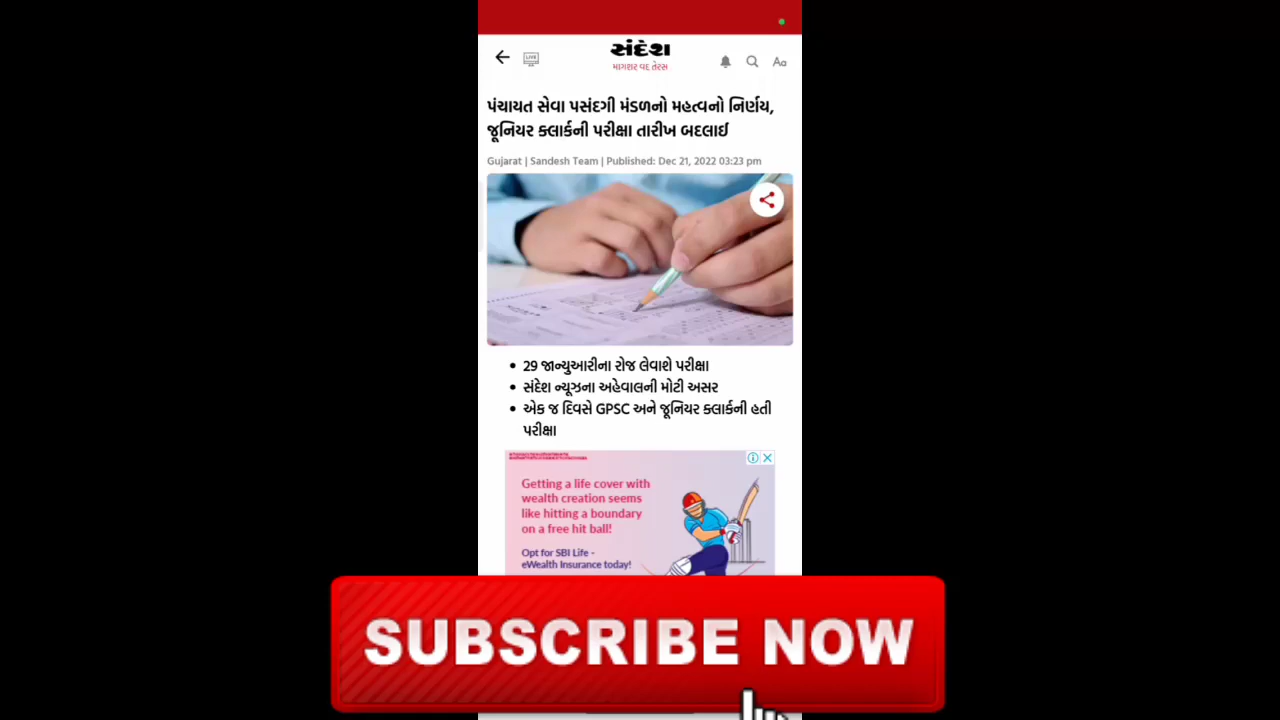 LIVE
સંદેશ
માગશર વદ તેરસ
Aa
પંચાયત સેવા પસંદગી મંડળનો મહત્વનો નિર્ણય,
જૂનિયર ક્લાર્કની પરીક્ષા તારીખ બદલાઈ
Gujarat | Sandesh Team | Published: Dec 21, 2022 03:23 pm
• 29 જાન્યુઆરીના રોજ લેવાશે પરીક્ષા
• સંદેશ ન્યૂઝના અહેવાલની મોટી અસર
• એક જ દિવસે GPSC અને જૂનિયર ક્લાર્કની હતી
પરીક્ષા
Getting a life cover with
wealth creation seems
like hitting a boundary
on a free hit ball!
Opt for SBI Life -
eWealth Insurance today!
SUBSCRIBE NOW